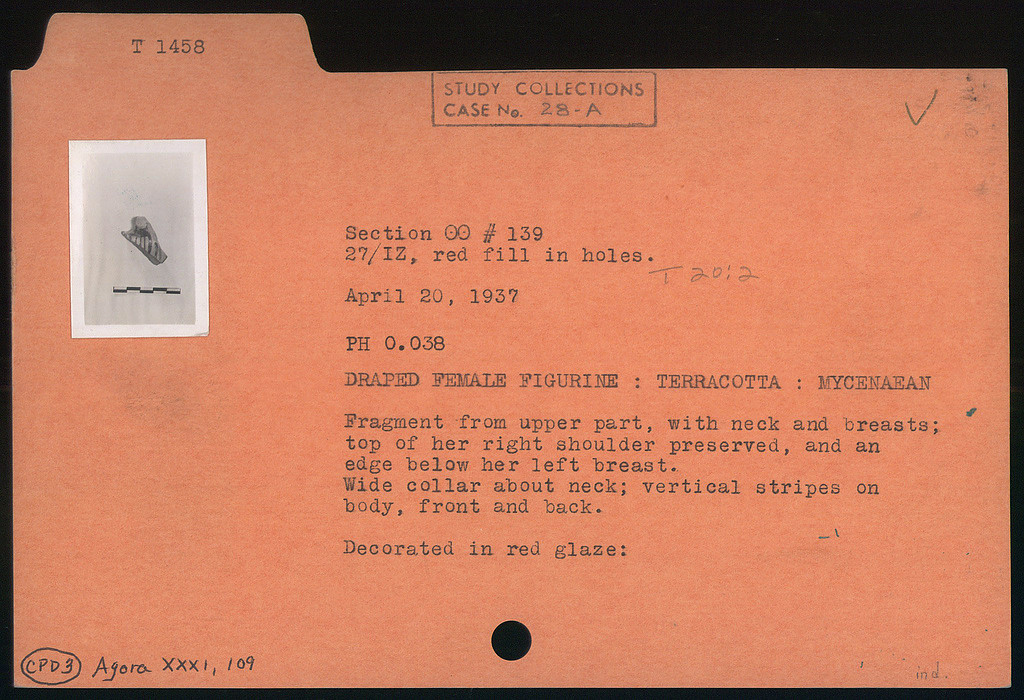 T 1458
STUDY COLLECTIONS
CASE No. 28-A
Section OO # 139
27/IZ, red fill in holes.
T 20:2
April 20, 1937
PH 0.038
DRAPED FEMALE FIGURINE : TERRACOTTA : MYCENAEAN
Fragment from upper part, with neck and breasts;
top of her right shoulder preserved, and an
edge below her left breast.
Wide collar about neck; vertical stripes on
body, front and back.
Decorated in red glaze:
CPD3 Agora XXXI, 109
ind.